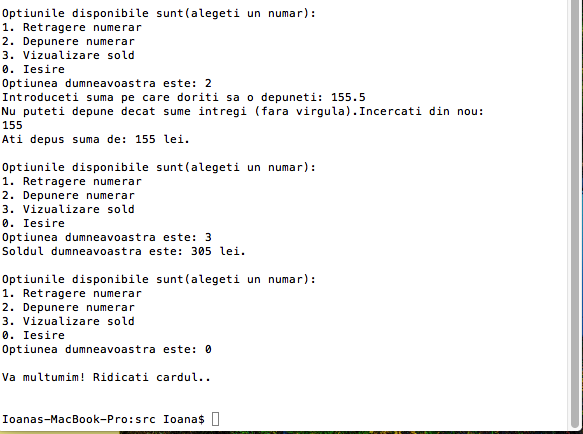 Optiunile disponibile sunt(alegeti un numar):
1. Retragere numerar
2. Depunere numerar
3. Vizualizare sold
0. Iesire
Optiunea dumneavoastra este: 2
Introduceti suma pe care doriti sa o depuneti: 155.5
Nu puteti depune decat sume intregi (fara virgula).Incercati din nou:
155
Ati depus suma de: 155 lei.
Optiunile disponibile sunt(alegeti un numar):
1. Retragere numerar
2. Depunere numerar
3. Vizualizare sold
0. Iesire
Optiunea dumneavoastra este: 3
Soldul dumneavoastra este: 305 lei.
Optiunile disponibile sunt(alegeti un numar):
1. Retragere numerar
2. Depunere numerar
3. Vizualizare sold
0. Iesire
Optiunea dumneavoastra este: 0
Va multumim! Ridicati cardul..
Ioanas-MacBook-Pro:src Ioana$